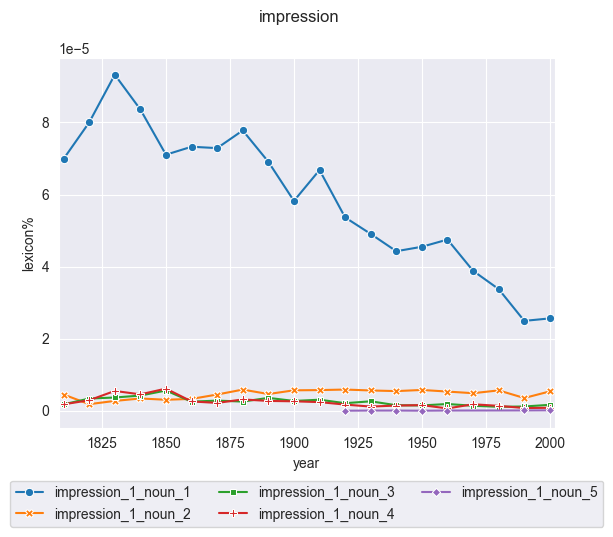 impression
1e−5
8
6
4
2
0
lexicon%
1825 1850 1875 1900 1925 1950 1975 2000
year
impression_1_noun_1 impression_1_noun_3 impression_1_noun_5
impression_1_noun_2 impression_1_noun_4